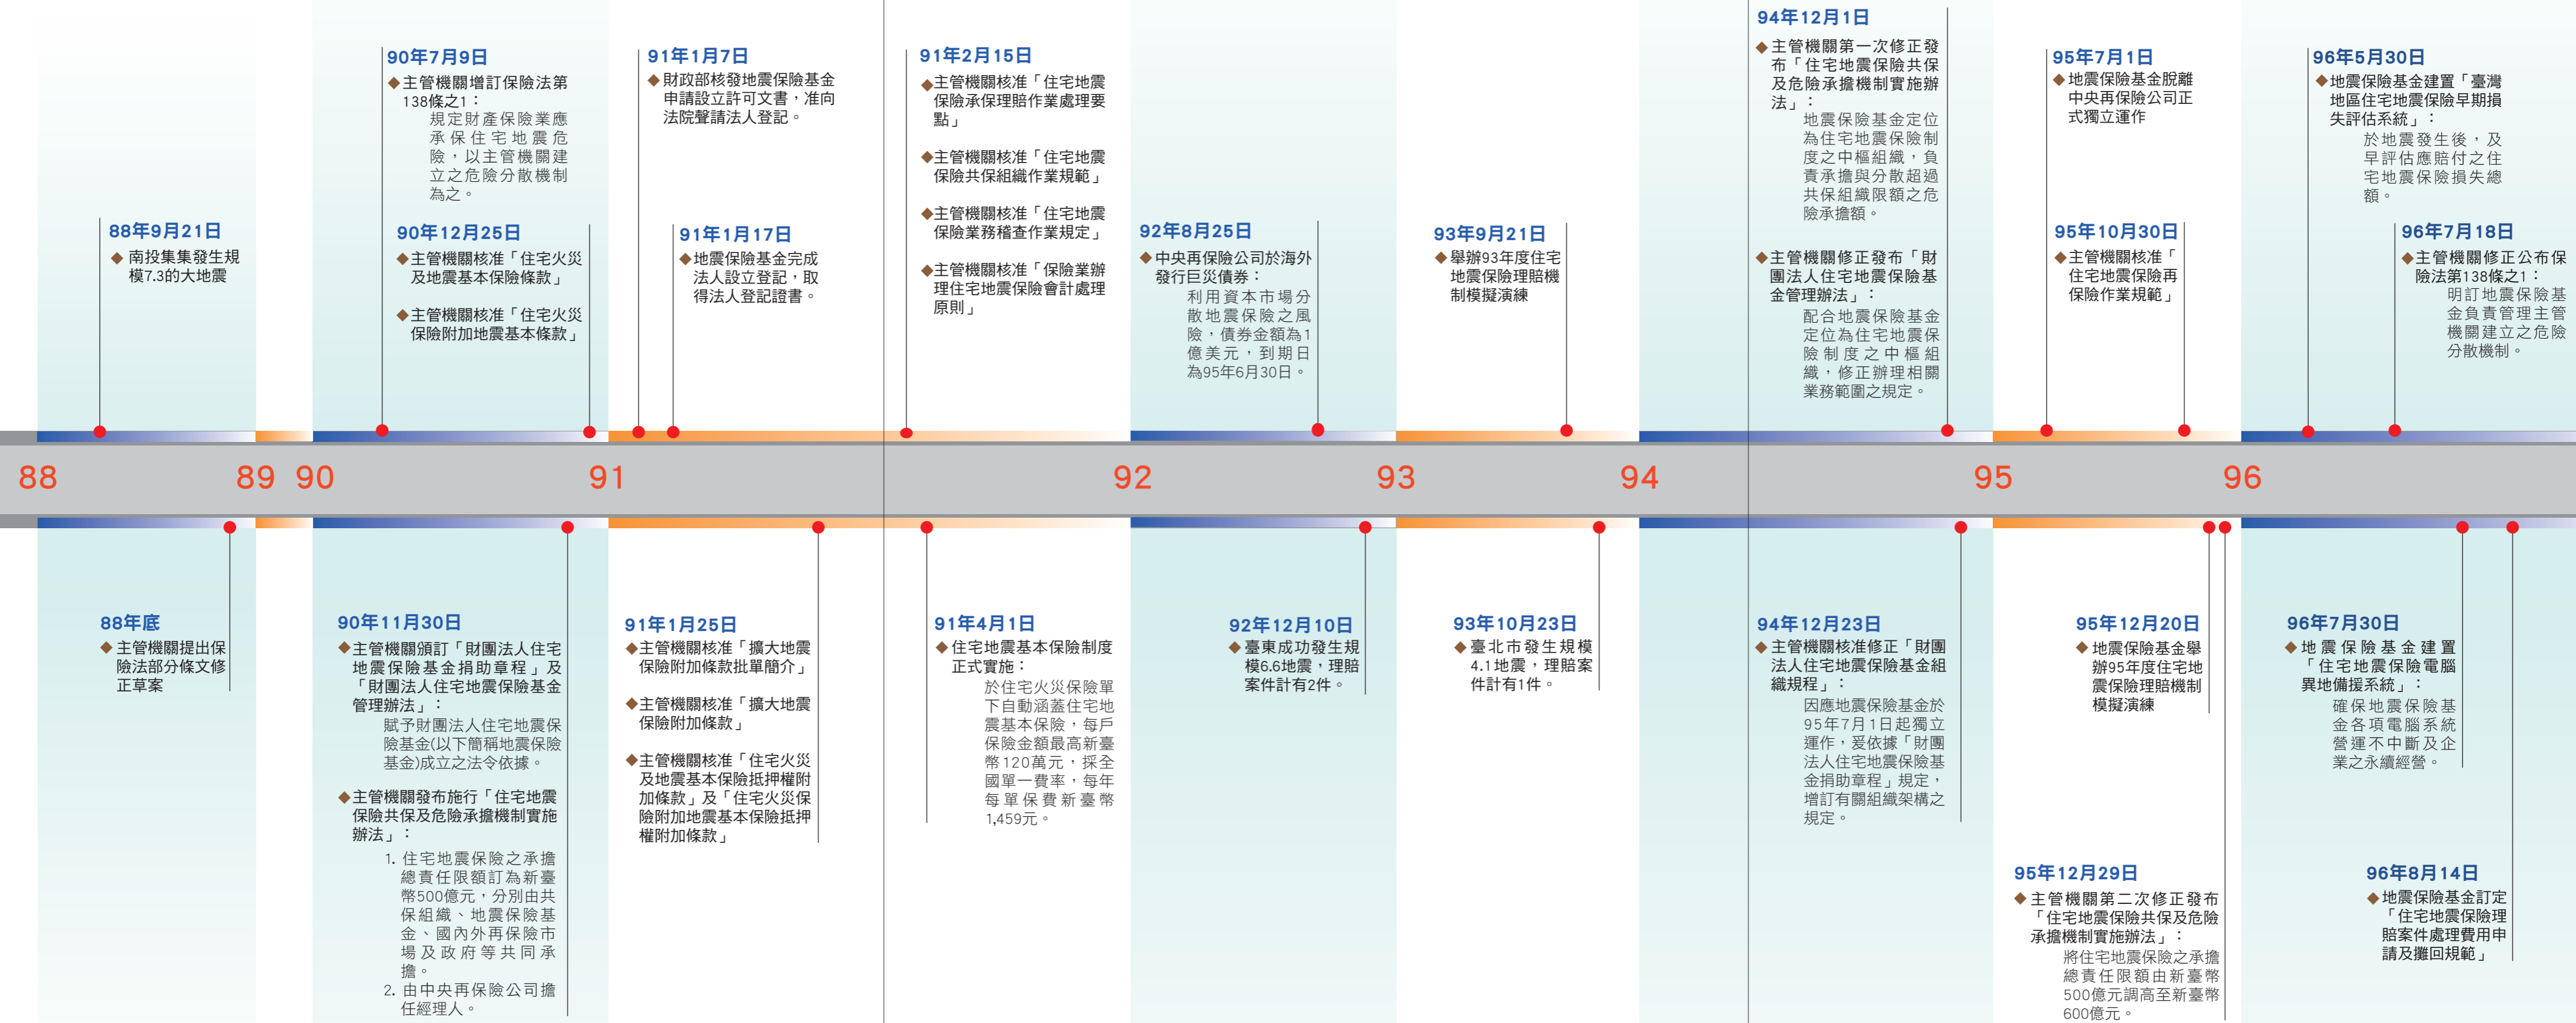 88年9月21日
◆ 南投集集發生規
模7.3的大地震
90年7月9日
◆主管機關增訂保險法第
138條之1：
規定財產保險業應
承保住宅地震危
險，以主管機關建
立之危險分散機制
為之。
90年12月25日
◆主管機關核准「住宅火災
及地震基本保險條款」
◆主管機關核准「住宅火災
保險附加地震基本條款」
91年1月7日
◆財政部核發地震保險基金
申請設立許可文書，准向
法院聲請法人登記。
91年1月17日
◆地震保險基金完成
法人設立登記，取
得法人登記證書。
91年2月15日
◆主管機關核准「住宅地震
保險承保理賠作業處理要
點」
◆主管機關核准「住宅地震
保險共保組織作業規範」
◆主管機關核准「住宅地震
保險業務稽查作業規定」
◆主管機關核准「保險業辦
理住宅地震保險會計處理
原則」
92年8月25日
◆中央再保險公司於海外
發行巨災債券：
利用資本市場分
散地震保險之風
險，債券金額為1
億美元，到期日
為95年6月30日。
93年9月21日
◆舉辦93年度住宅
地震保險理賠機
制模擬演練
94年12月1日
◆主管機關第一次修正發
布「住宅地震保險共保
及危險承擔機制實施辦
法」：
地震保險基金定位
為住宅地震保險制
度之中樞組織，負
責承擔與分散超過
共保組織限額之危
險承擔額。
◆主管機關修正發布「財
團法人住宅地震保險基
金管理辦法」：
配合地震保險基金
定位為住宅地震保
險制度之中樞組
織，修正辦理相關
業務範圍之規定。
95年7月1日
◆地震保險基金脫離
中央再保險公司正
式獨立運作
95年10月30日
◆主管機關核准「
住宅地震保險再
保險作業規範」
96年5月30日
◆地震保險基金建置「臺灣
地區住宅地震保險早期損
失評估系統」：
於地震發生後，及
早評估應賠付之住
宅地震保險損失總
額。
96年7月18日
◆主管機關修正公布保
險法第138條之1：
明訂地震保險基
金負責管理主管
機關建立之危險
分散機制。
88 89 90 91 92 93 94 95 96
88年底
◆主管機關提出保
險法部分條文修
正草案
90年11月30日
◆主管機關頒訂「財團法人住宅
地震保險基金捐助章程」及
「財團法人住宅地震保險基金
管理辦法」：
賦予財團法人住宅地震保
險基金(以下簡稱地震保險
基金)成立之法令依據。
◆主管機關發布施行「住宅地震
保險共保及危險承擔機制實施
辦法」：
1. 住宅地震保險之承擔
總責任限額訂為新臺
幣500億元，分別由共
保組織、地震保險基
金、國內外再保險市
場及政府等共同承
擔。
2. 由中央再保險公司擔
任經理人。
91年1月25日
◆主管機關核准「擴大地震
保險附加條款批單簡介」
◆主管機關核准「擴大地震
保險附加條款」
◆主管機關核准「住宅火災
及地震基本保險抵押權附
加條款」及「住宅火災保
險附加地震基本保險抵押
權附加條款」
91年4月1日
◆住宅地震基本保險制度
正式實施：
於住宅火災保險單
下自動涵蓋住宅地
震基本保險，每戶
保險金額最高新臺
幣120萬元，採全
國單一費率，每年
每單保費新臺幣
1,459元。
92年12月10日
◆臺東成功發生規
模6.6地震，理賠
案件計有2件。
93年10月23日
◆臺北市發生規模
4.1地震，理賠案
件計有1件。
94年12月23日
◆主管機關核准修正「財團
法人住宅地震保險基金組
織規程」：
因應地震保險基金於
95年7月1日起獨立
運作，爰依據「財團
法人住宅地震保險基
金捐助章程」規定，
增訂有關組織架構之
規定。
95年12月20日
◆地震保險基金舉
辦95年度住宅地
震保險理賠機制
模擬演練
95年12月29日
◆主管機關第二次修正發布
「住宅地震保險共保及危險
承擔機制實施辦法」：
將住宅地震保險之承擔
總責任限額由新臺幣
500億元調高至新臺幣
600億元。
96年7月30日
◆地震保險基金建置
「住宅地震保險電腦
異地備援系統」：
確保地震保險基
金各項電腦系統
營運不中斷及企
業之永續經營。
96年8月14日
◆地震保險基金訂定
「住宅地震保險理
賠案件處理費用申
請及攤回規範」